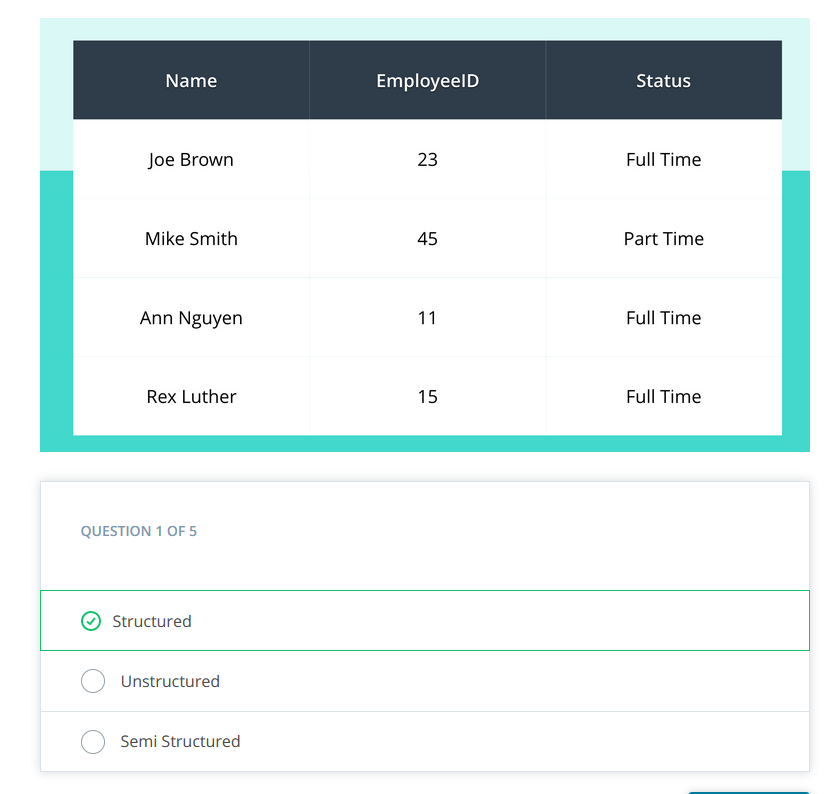 Name EmployeeID Status
Joe Brown 23 Full Time
Mike Smith 45 Part Time
Ann Nguyen 11 Full Time
Rex Luther 15 Full Time
QUESTION 1 OF 5
Structured
Unstructured
Semi Structured